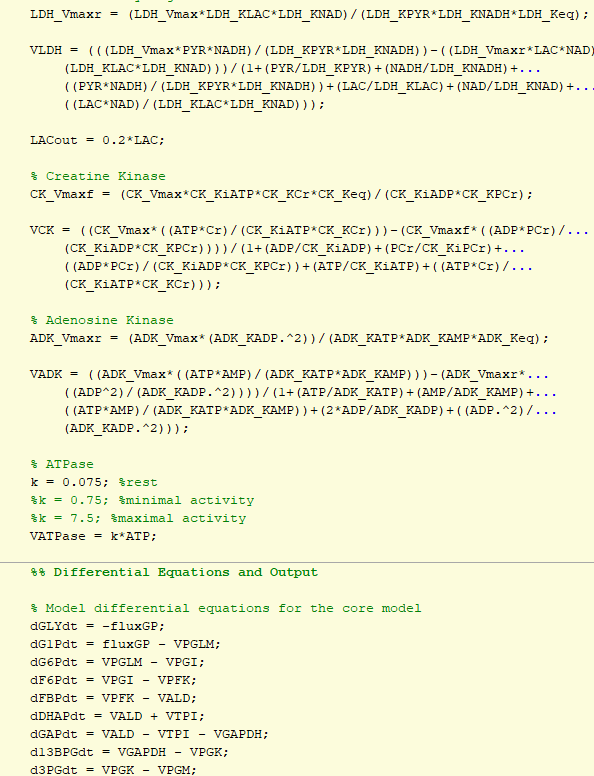 LDH_Vmaxr = (LDH_Vmax*LDH_KLAC*LDH_KNAD)/(LDH_KPYR*LDH_KNADH*LDH_Keq);
VLDH = (((LDH_Vmax*PYR*NADH)/(LDH_KPYR*LDH_KNADH))-((LDH_Vmaxr*LAC*NAD)
(LDH_KLAC*LDH_KNAD)))/(1+(PYR/LDH_KPYR)+(NADH/LDH_KNADH)+...
((PYR*NADH)/(LDH_KPYR*LDH_KNADH))+(LAC/LDH_KLAC)+(NAD/LDH_KNAD)+...
((LAC*NAD)/(LDH_KLAC*LDH_KNAD)));
LACout = 0.2*LAC;
% Creatine Kinase
CK_Vmaxf = (CK_Vmax*CK_KiATP*CK_KCr*CK_Keq)/(CK_KiADP*CK_KPCr);
VCK = ((CK_Vmax*((ATP*Cr)/(CK_KiATP*CK_KCr)))-(CK_Vmaxf*((ADP*PCr)/...
(CK_KiADP*CK_KPCr))))/(1+(ADP/CK_KiADP)+(PCr/CK_KiPCr)+...
((ADP*PCr)/(CK_KiADP*CK_KPCr))+(ATP/CK_KiATP)+((ATP*Cr)/...
(CK_KiATP*CK_KCr)));
% Adenosine Kinase
ADK_Vmaxr = (ADK_Vmax*(ADK_KADP.^2))/(ADK_KATP*ADK_KAMP*ADK_Keq);
VADK = ((ADK_Vmax*((ATP*AMP)/(ADK_KATP*ADK_KAMP)))-(ADK_Vmaxr*...
((ADP^2)/(ADK_KADP.^2))))/(1+(ATP/ADK_KATP)+(AMP/ADK_KAMP)+...
((ATP*AMP)/(ADK_KATP*ADK_KAMP))+(2*ADP/ADK_KADP)+((ADP.^2)/...
(ADK_KADP.^2)));
% ATPase
k = 0.075; %rest
%k = 0.75; %minimal activity
%k = 7.5; %maximal activity
VATPase = k*ATP;
%% Differential Equations and Output
% Model differential equations for the core model
dGLYdt = -fluxGP;
dG1Pdt = fluxGP - VPGLM;
dG6Pdt = VPGLM - VPGI;
dF6Pdt = VPGI - VPFK;
dFBPdt = VPFK - VALD;
dDHAPdt = VALD + VTPI;
dGAPdt = VALD - VTPI - VGAPDH;
d13BPGdt = VGAPDH - VPGK;
d3PGdt = VPGK - VPGM;